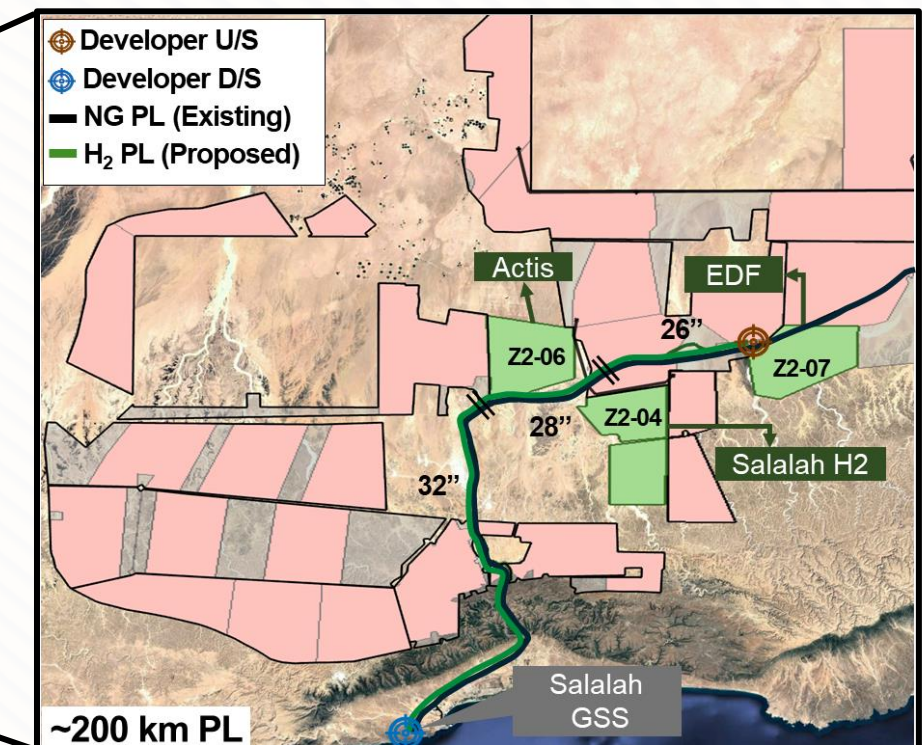 Developer U/S
Developer D/S
NG PL (Existing)
H₂ PL (Proposed)
Actis
EDF
26”
Z2-06
Z2-07
28”
Z2-04
Salalah H2
32”
Salalah
GSS
~200 km PL